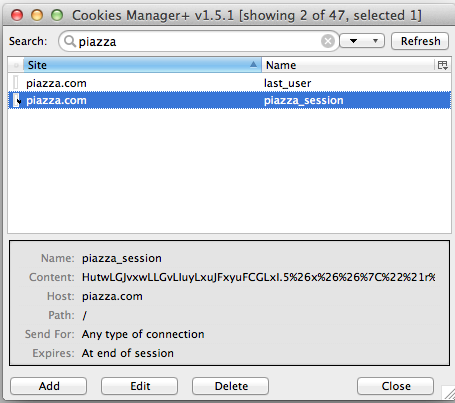 Cookies Manager+ v1.5.1 [showing 2 of 47, selected 1]
Search: piazza Refresh
Site Name
piazza.com last_user
piazza.com piazza_session
Name: piazza_session
Content: HutwLGJvxwLLGvLIuyLxuJFxyuFCGLxI.5%26x%26%26%7C%22%21r%
Host: piazza.com
Path: /
Send For: Any type of connection
Expires: At end of session
Add Edit Delete Close